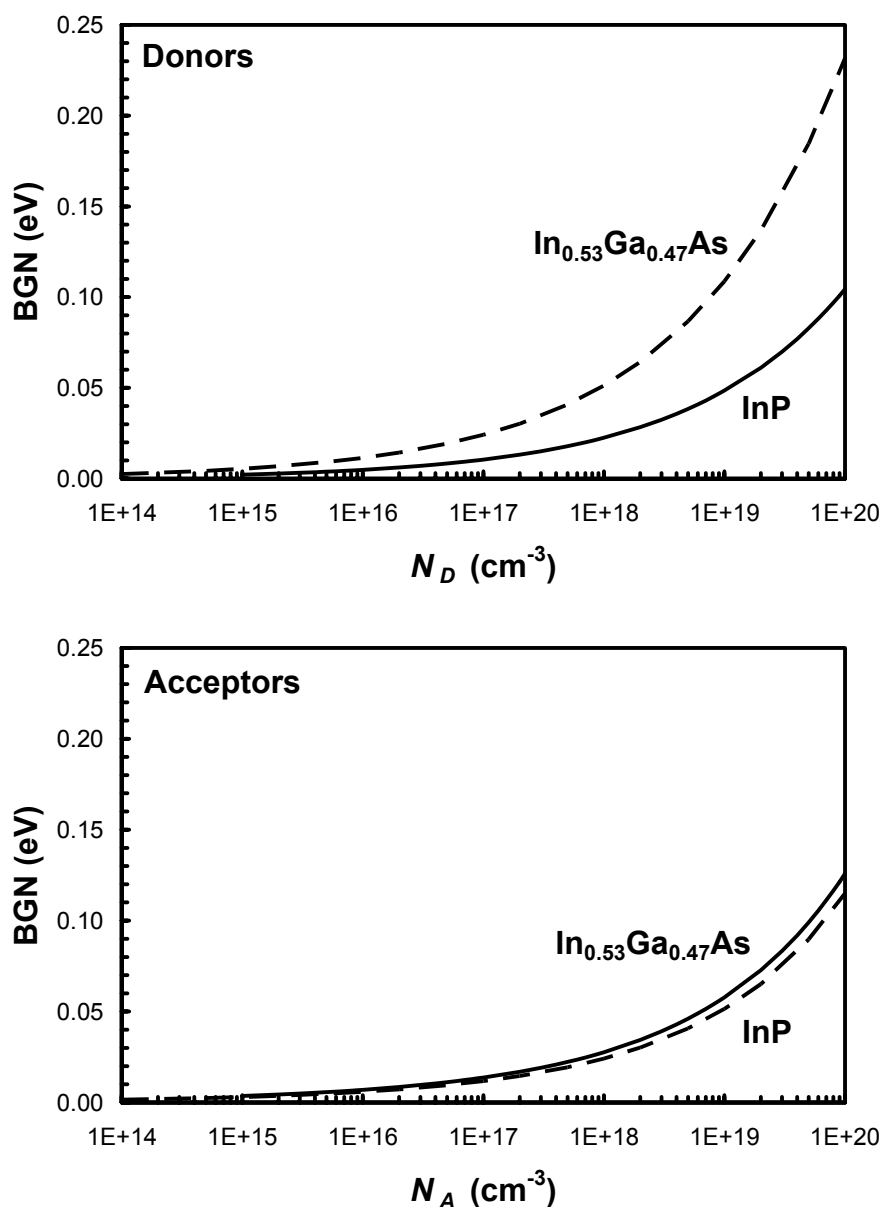 0.25
Donors
0.20
0.15
In0.53Ga0.47As
BGN (eV)
0.10
InP
0.05
0.00
1E+14 1E+15 1E+16 1E+17 1E+18 1E+19 1E+20
N D (cm-3)
0.25
Acceptors
0.20
0.15
BGN (eV)
In0.53Ga0.47As
0.10
InP
0.05
0.00
1E+14 1E+15 1E+16 1E+17 1E+18 1E+19 1E+20
N A (cm-3)